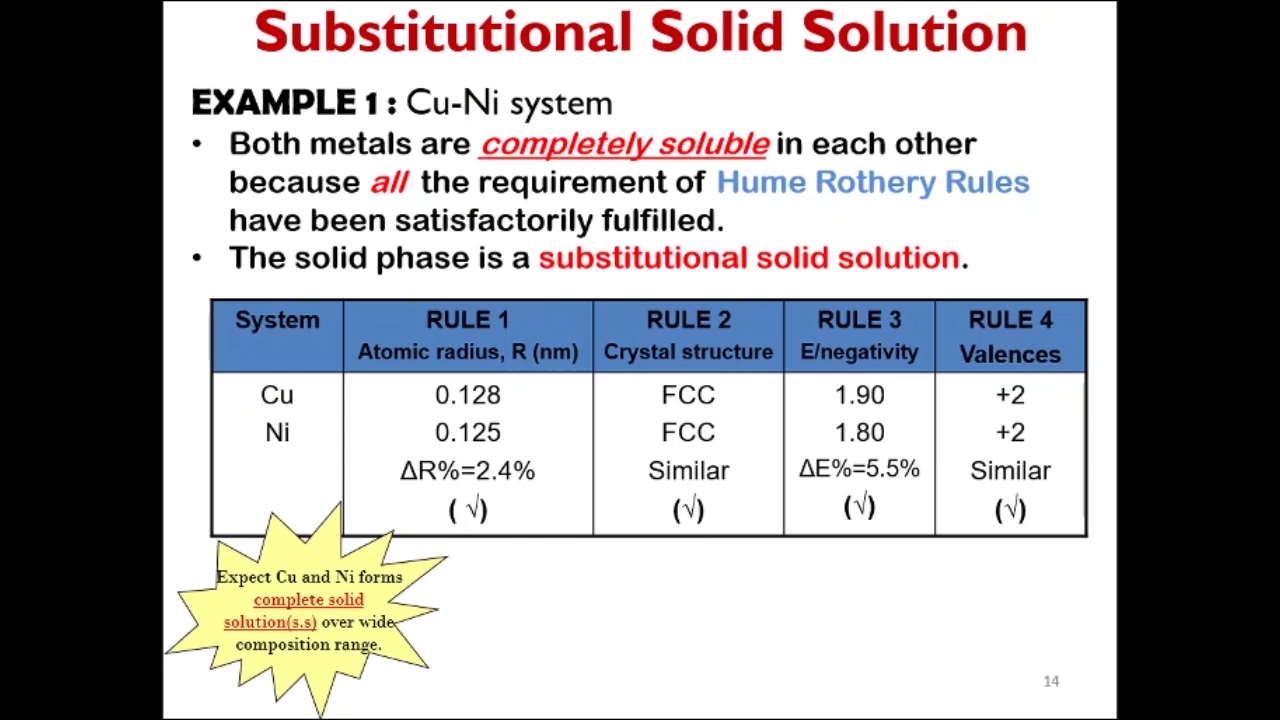 Substitutional Solid Solution
EXAMPLE 1 : Cu-Ni system
• Both metals are completely soluble in each other
because all the requirement of Hume Rothery Rules
have been satisfactorily fulfilled.
• The solid phase is a substitutional solid solution.
System RULE 1 RULE 2 RULE 3 RULE 4
Atomic radius, R (nm) Crystal structure E/negativity Valences
Cu 0.128 FCC 1.90 +2
Ni 0.125 FCC 1.80 +2
ΔR%=2.4% Similar ΔE%=5.5% Similar
( √) (√) (√) (√)
Expect Cu and Ni forms
complete solid
solution(s.s) over wide
composition range.
14